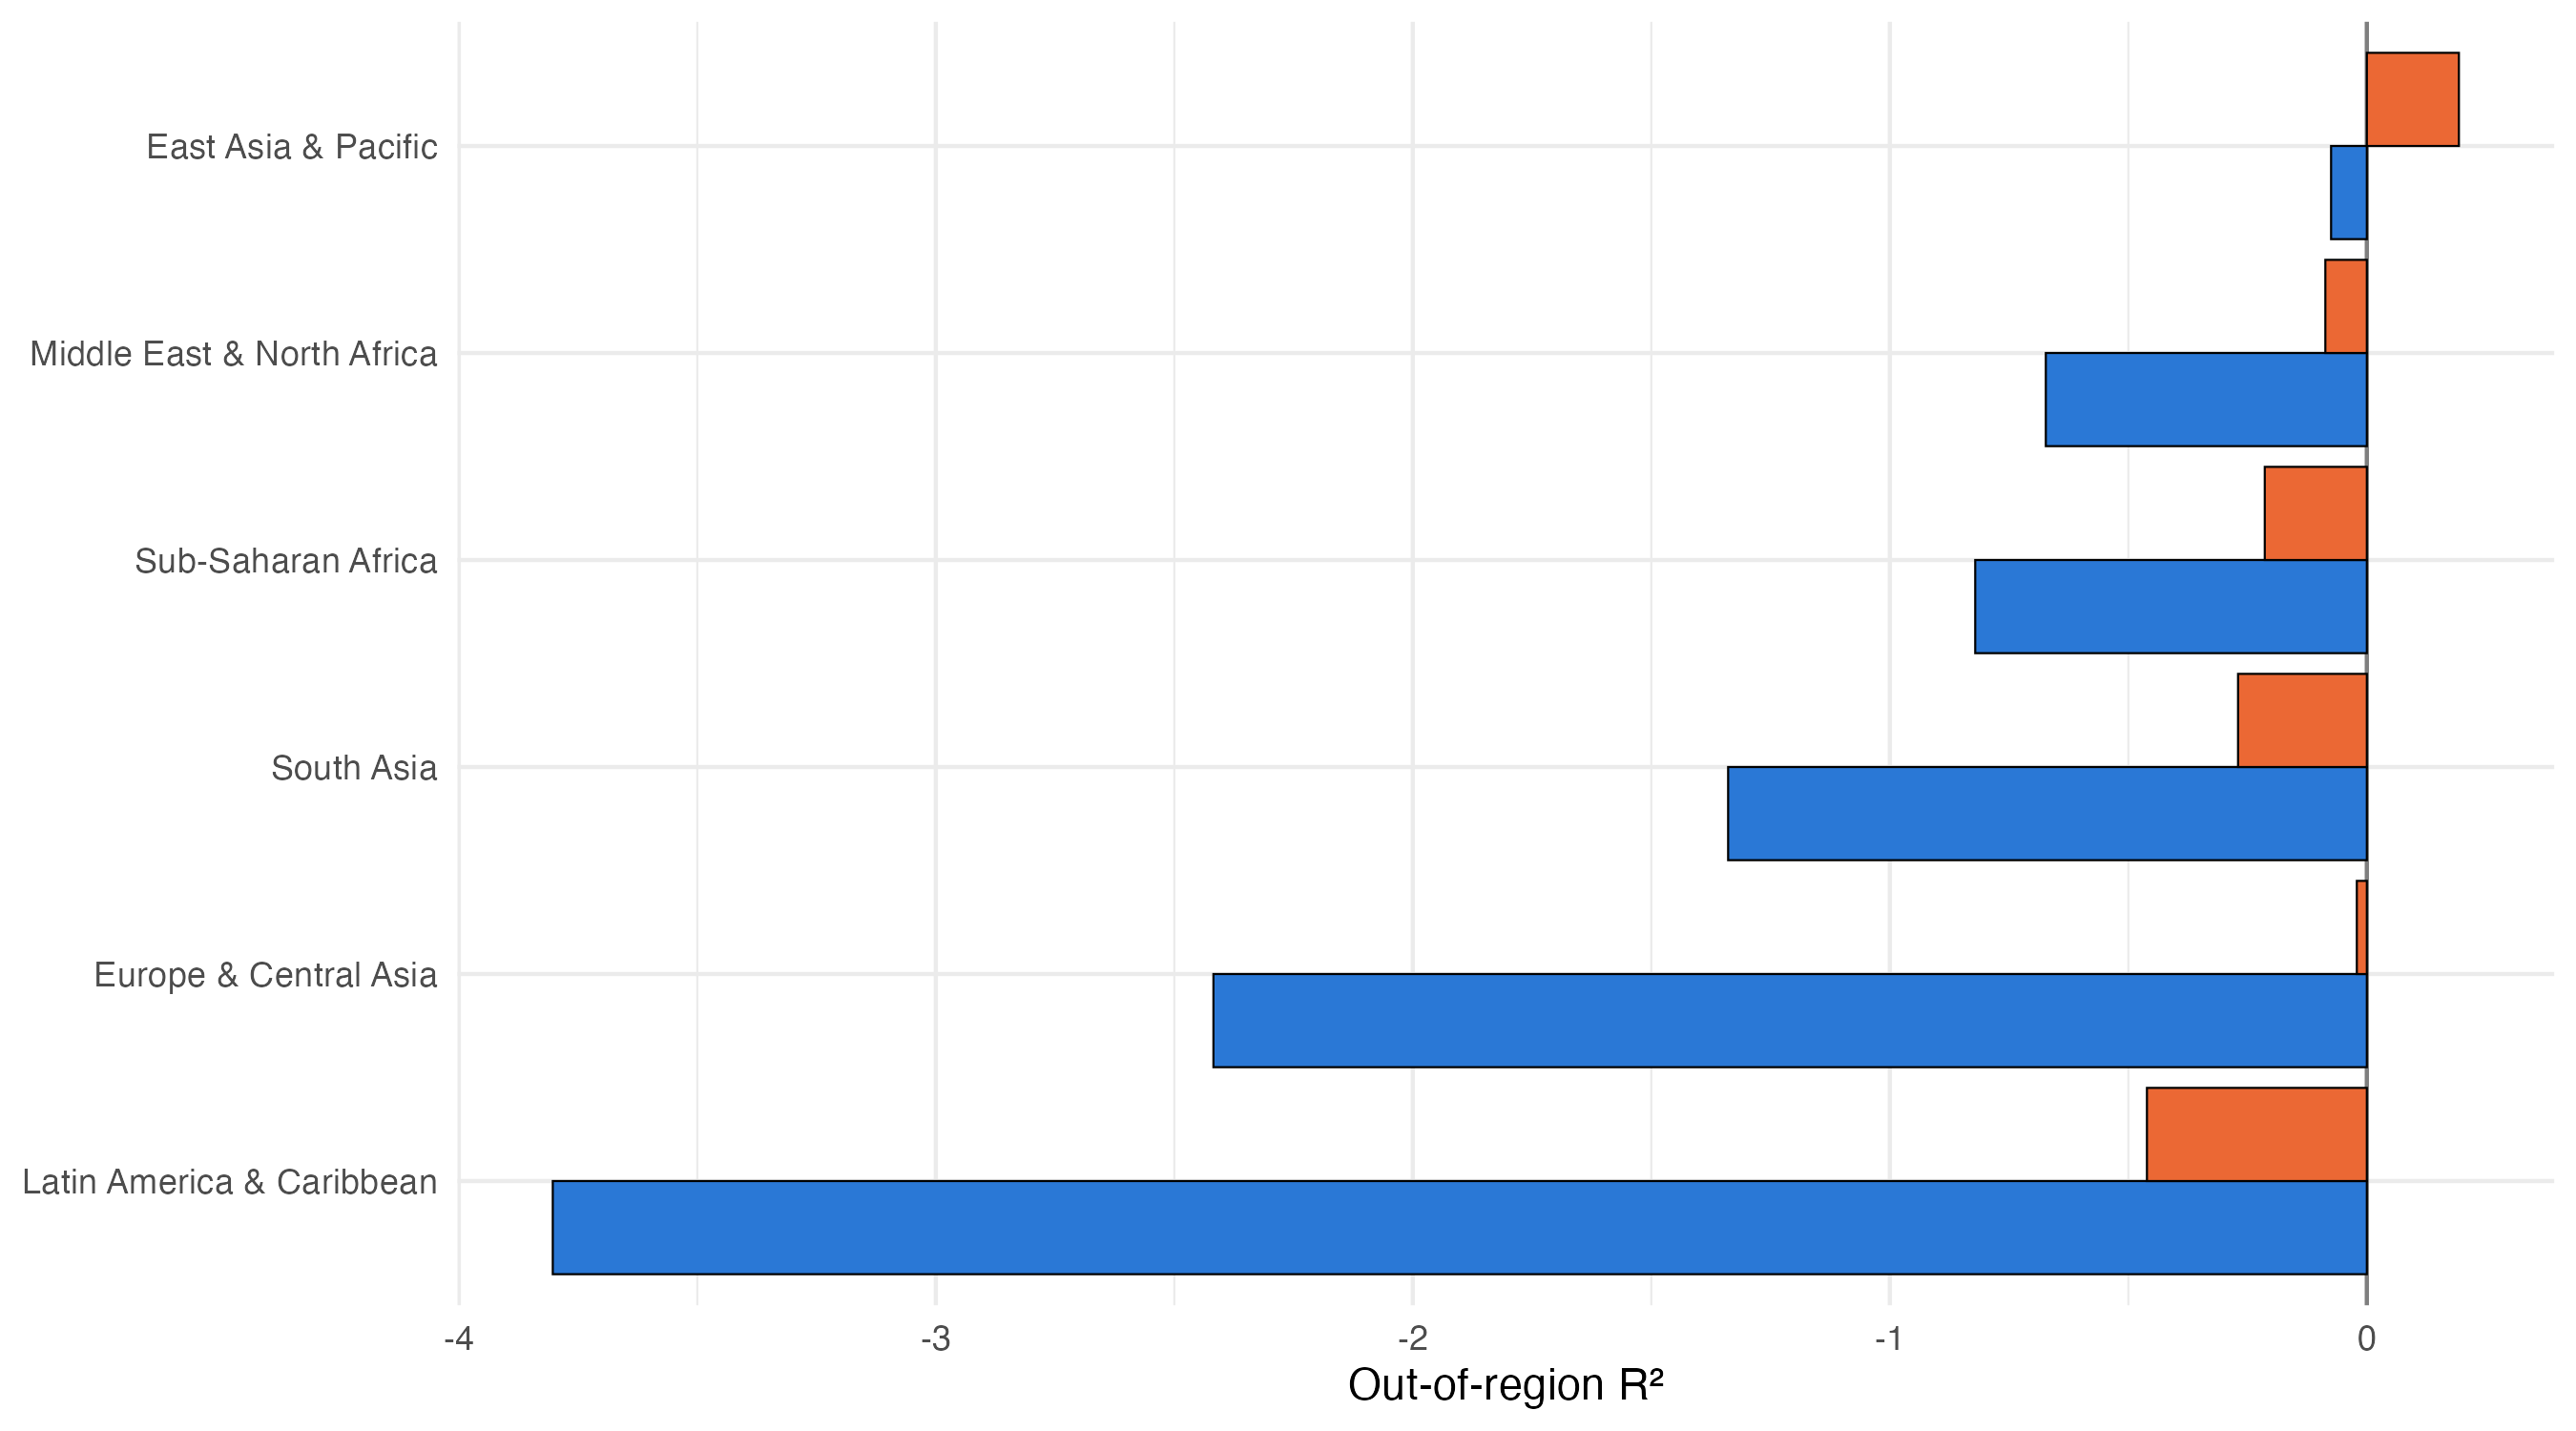 East Asia & Pacific
Middle East & North Africa
Sub-Saharan Africa
South Asia
Europe & Central Asia
Latin America & Caribbean
-4 -3 -2 -1 0
Out-of-region R²